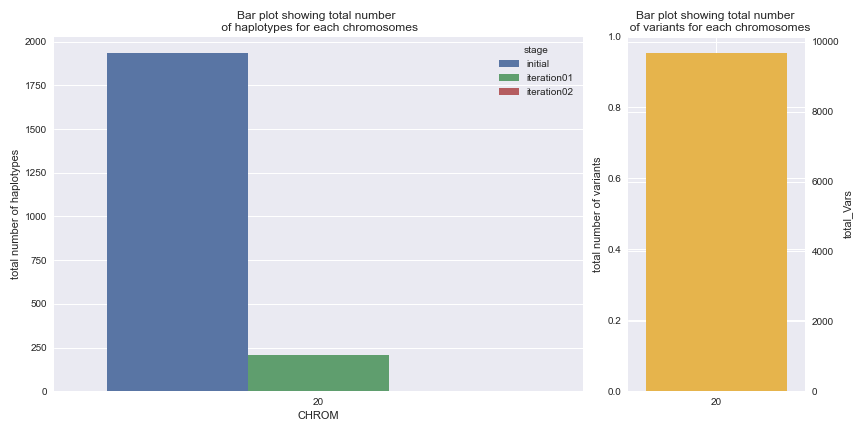 Bar plot showing total number
of haplotypes for each chromosomes
total number of haplotypes
2000
1750
1500
1250
1000
750
500
250
0
stage
initial
iteration01
iteration02
20
CHROM
Bar plot showing total number
of variants for each chromosomes
total number of variants
1.0
0.8
0.6
0.4
0.2
0.0
20
10000
8000
6000
4000
2000
0
total_Vars